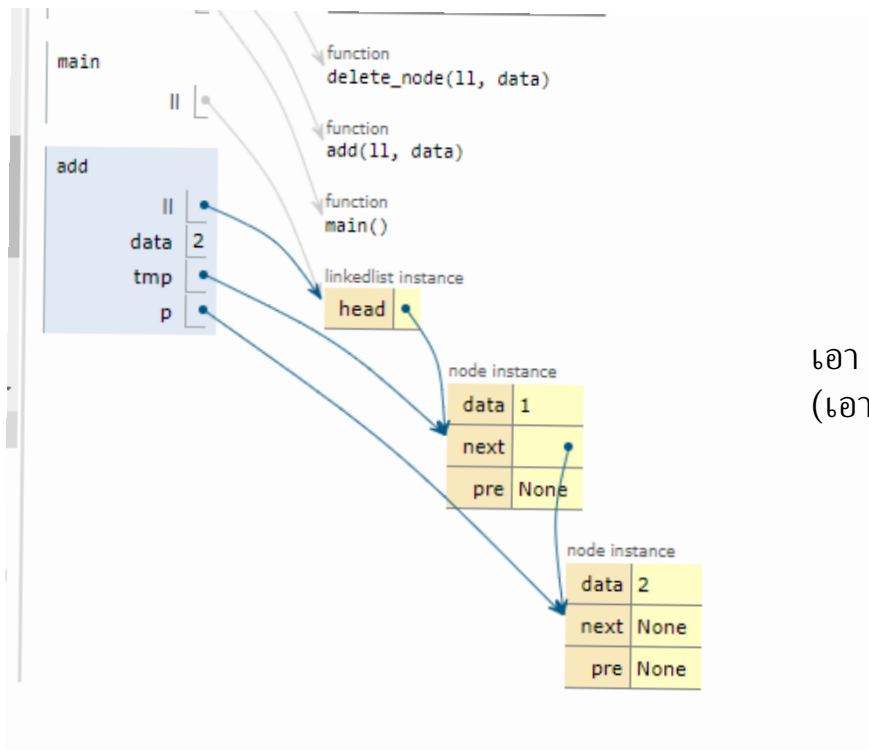 function
delete_node(ll, data)
main
ll
function
add(ll, data)
add
ll
function
main()
data 2
tmp
linkedlist instance
p
head
เอา
(เอา
node instance
data 1
next
pre None
node instance
data 2
next None
pre None